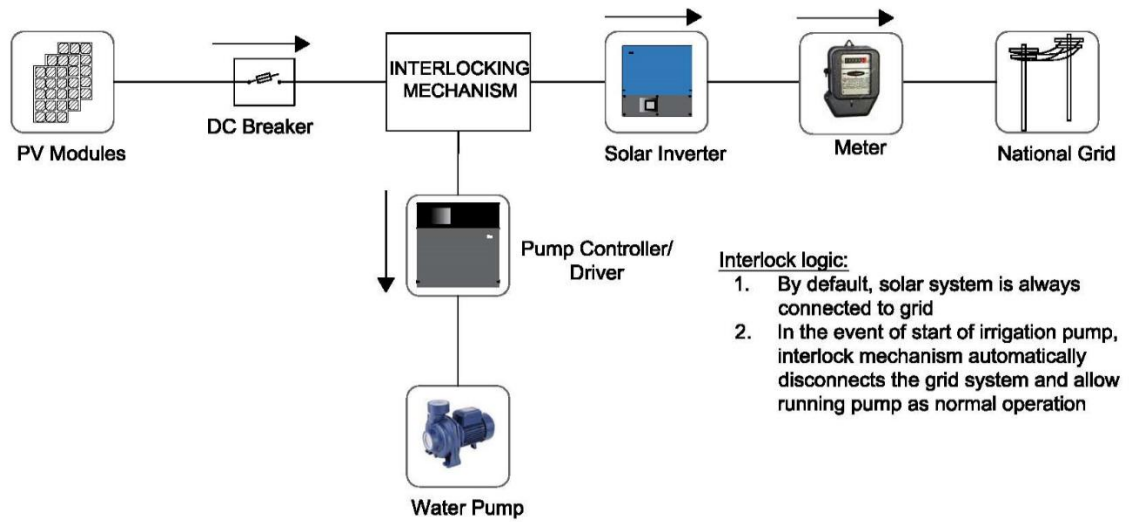 INTERLOCKING
MECHANISM
DC Breaker
PV Modules
Solar Inverter
Meter
National Grid
Pump Controller/
Driver
Water Pump
Interlock logic:
1. By default, solar system is always
connected to grid
2. In the event of start of irrigation pump,
interlock mechanism automatically
disconnects the grid system and allow
running pump as normal operation